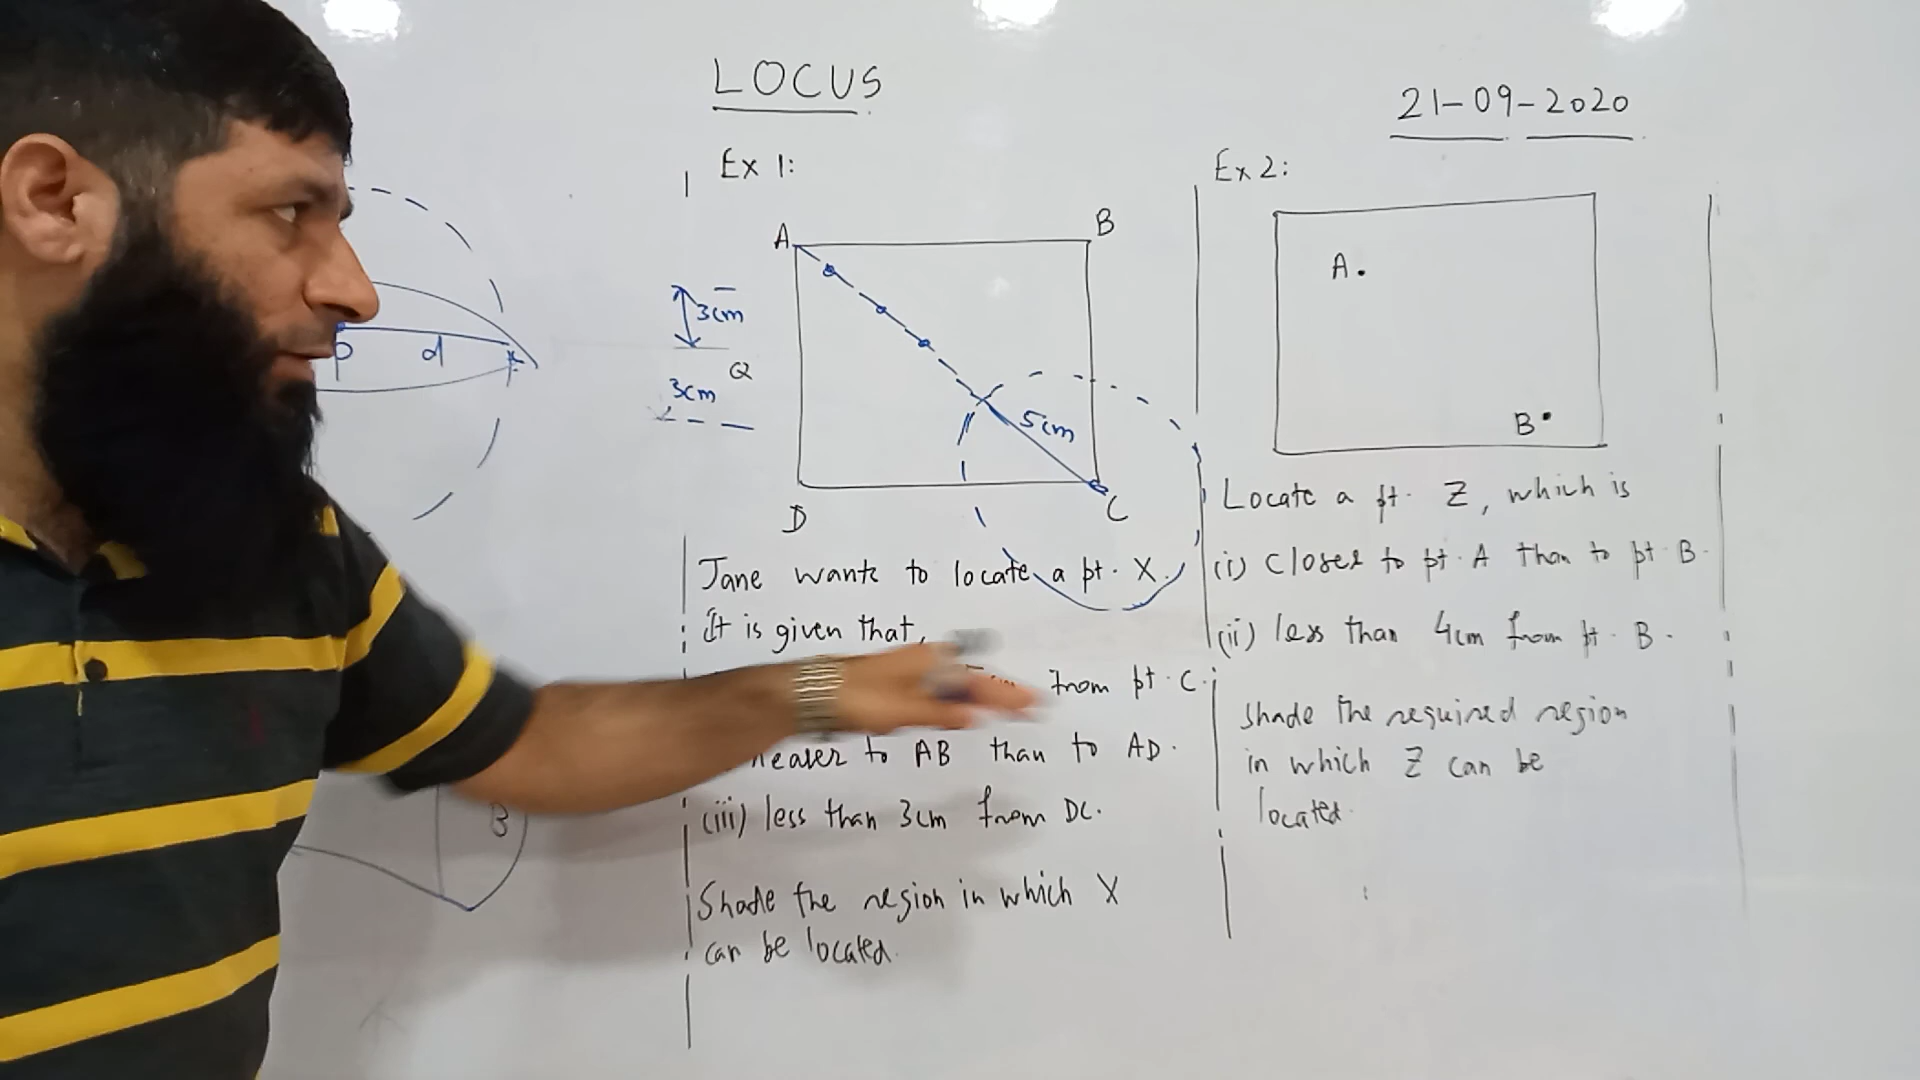 LOCUS
21-09-2020
Ex 1:
A
B
3cm
Q
3cm
5cm
D
C
p
d
B
Jane wants to locate a pt. X.
It is given that,
from pt. C.
nearer to AB than to AD.
(iii) less than 3cm from DC.
Shade the region in which X
can be located.
Ex 2:
A
B
Locate a pt. Z, which is
(i) closer to pt. A than to pt. B.
(ii) less than 4cm from pt. B.
Shade the required region
in which Z can be
located.